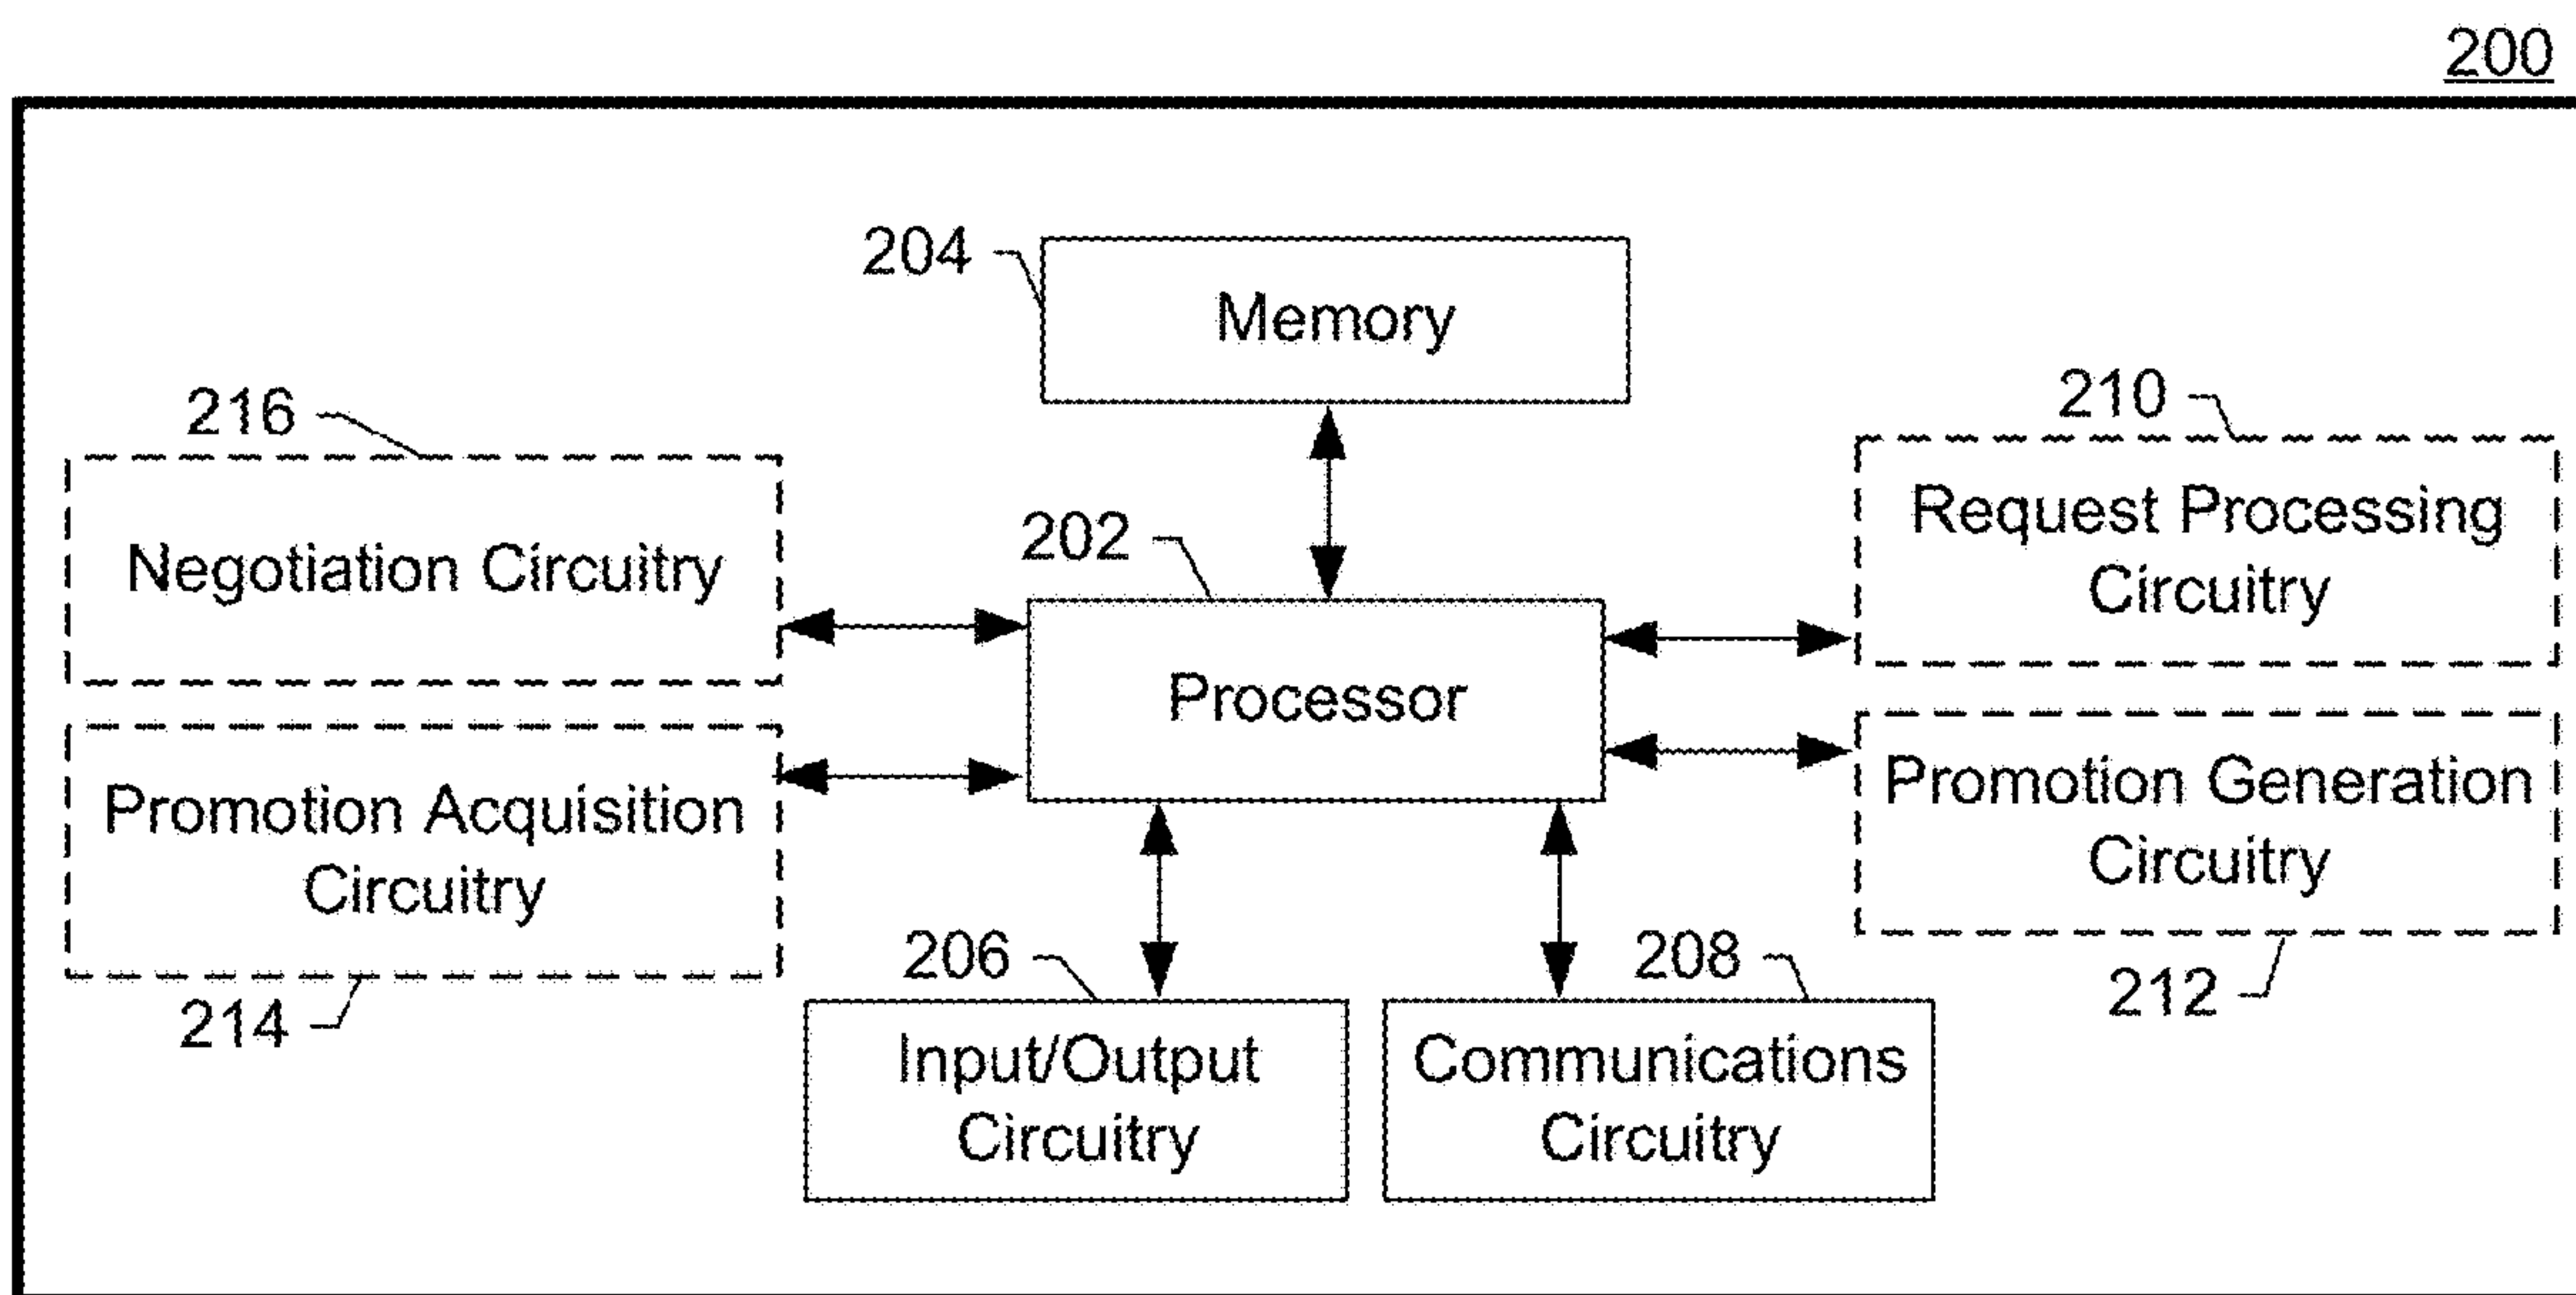 200
204
Memory
216
210
Negotiation Circuitry
202
Request Processing
Circuitry
Processor
Promotion Acquisition
Circuitry
Promotion Generation
Circuitry
214
206
208
212
Input/Output
Circuitry
Communications
Circuitry